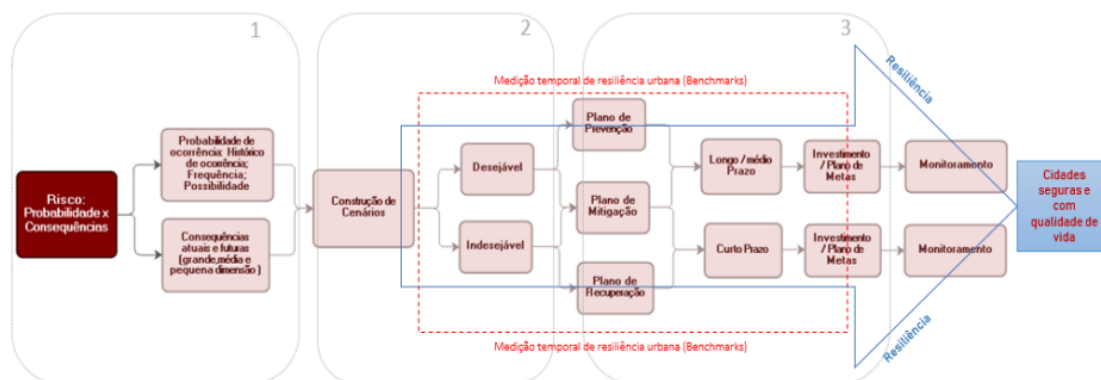 1
2
3
Medição temporal de resiliência urbana (Benchmarks)
Resiliência
Risco:
Probabilidade x
Consequências
Probabilidade de
ocorrência; Histórico
de ocorrência;
Frequência;
Possibilidade
Consequências
atuais e futuras
(grande,média e
pequena dimensão )
Construção de
Cenários
Desejável
Indesejável
Plano de
Prevenção
Plano de
Mitigação
Plano de
Recuperação
Longo / médio
Prazo
Curto Prazo
Investimento
/ Plano de
Metas
Investimento
/ Plano de
Metas
Monitoramento
Monitoramento
Cidades
seguras e
com
qualidade de
vida
Medição temporal de resiliência urbana (Benchmarks)
Resiliência